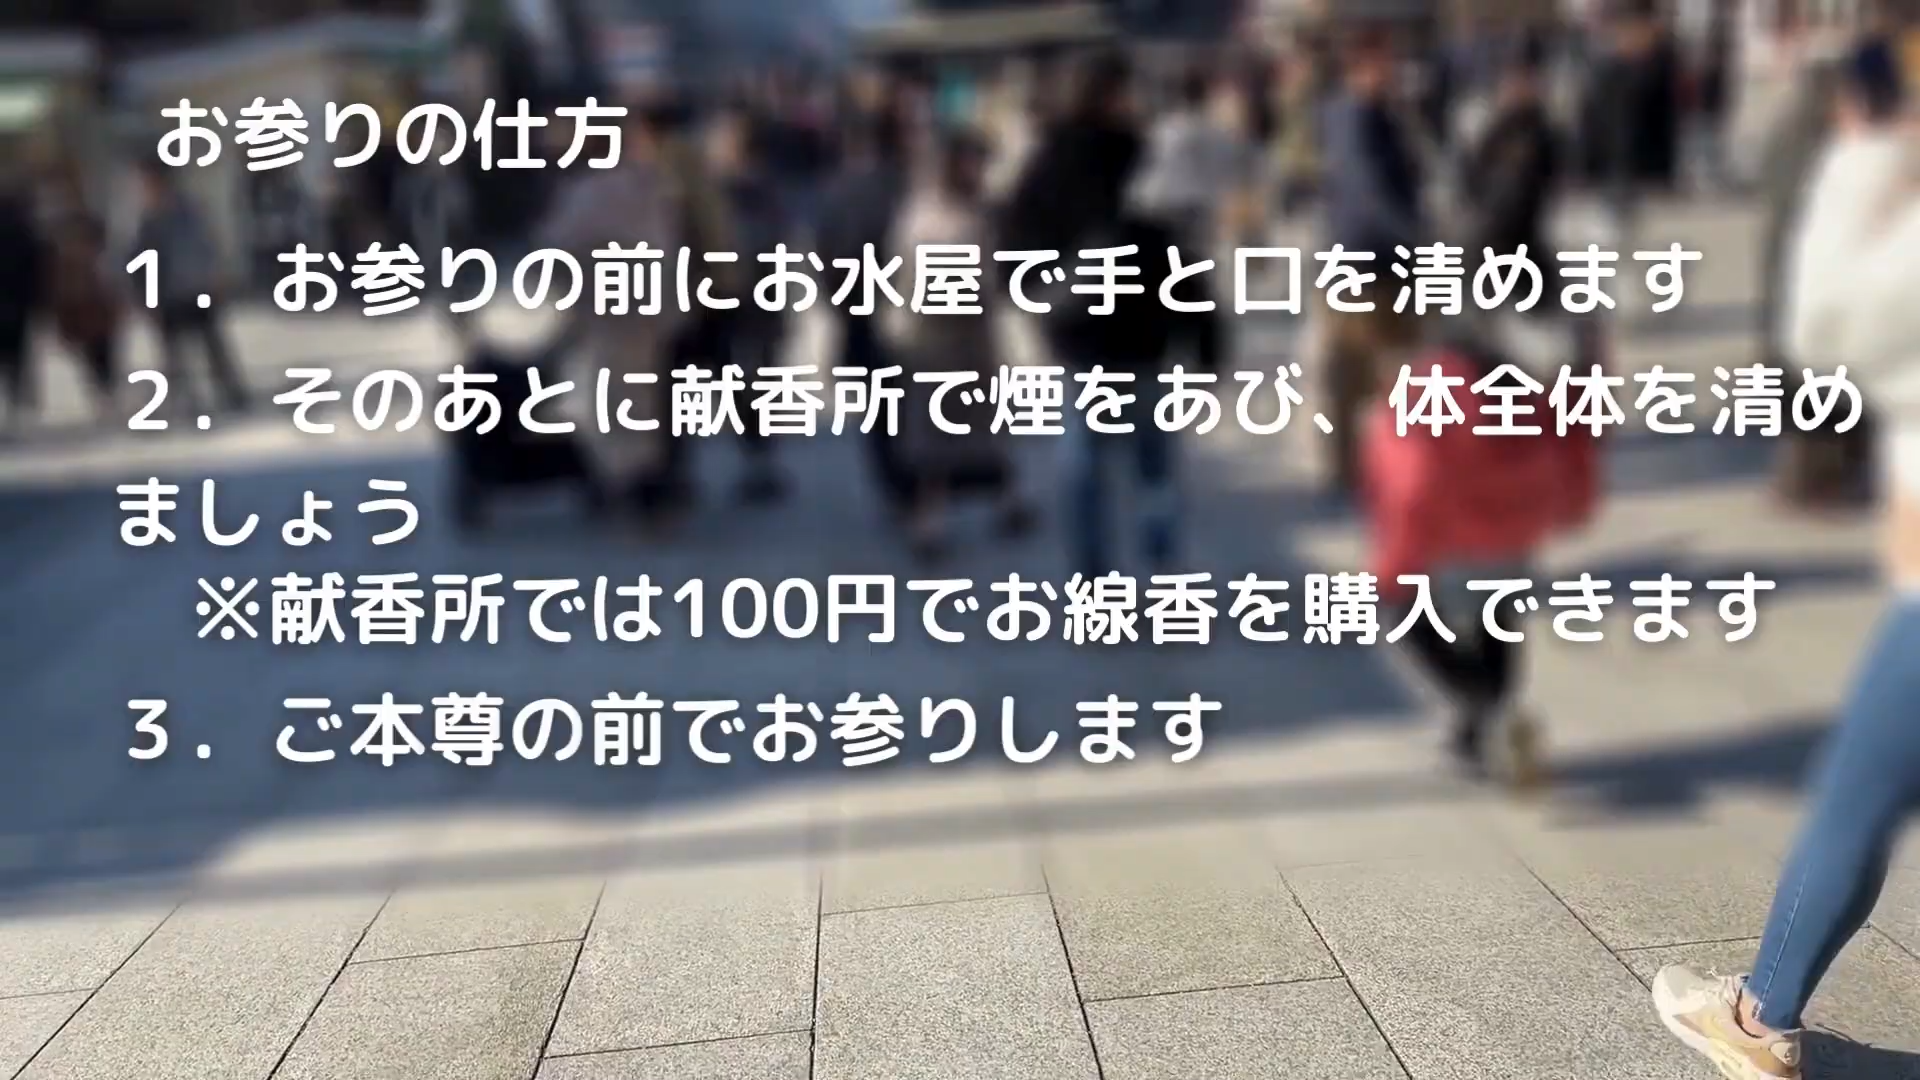 お参りの仕方
１．お参りの前にお水屋で手と口を清めます
２．そのあとに献香所で煙をあび、体全体を清め
ましょう
※献香所では100円でお線香を購入できます
３．ご本尊の前でお参りします